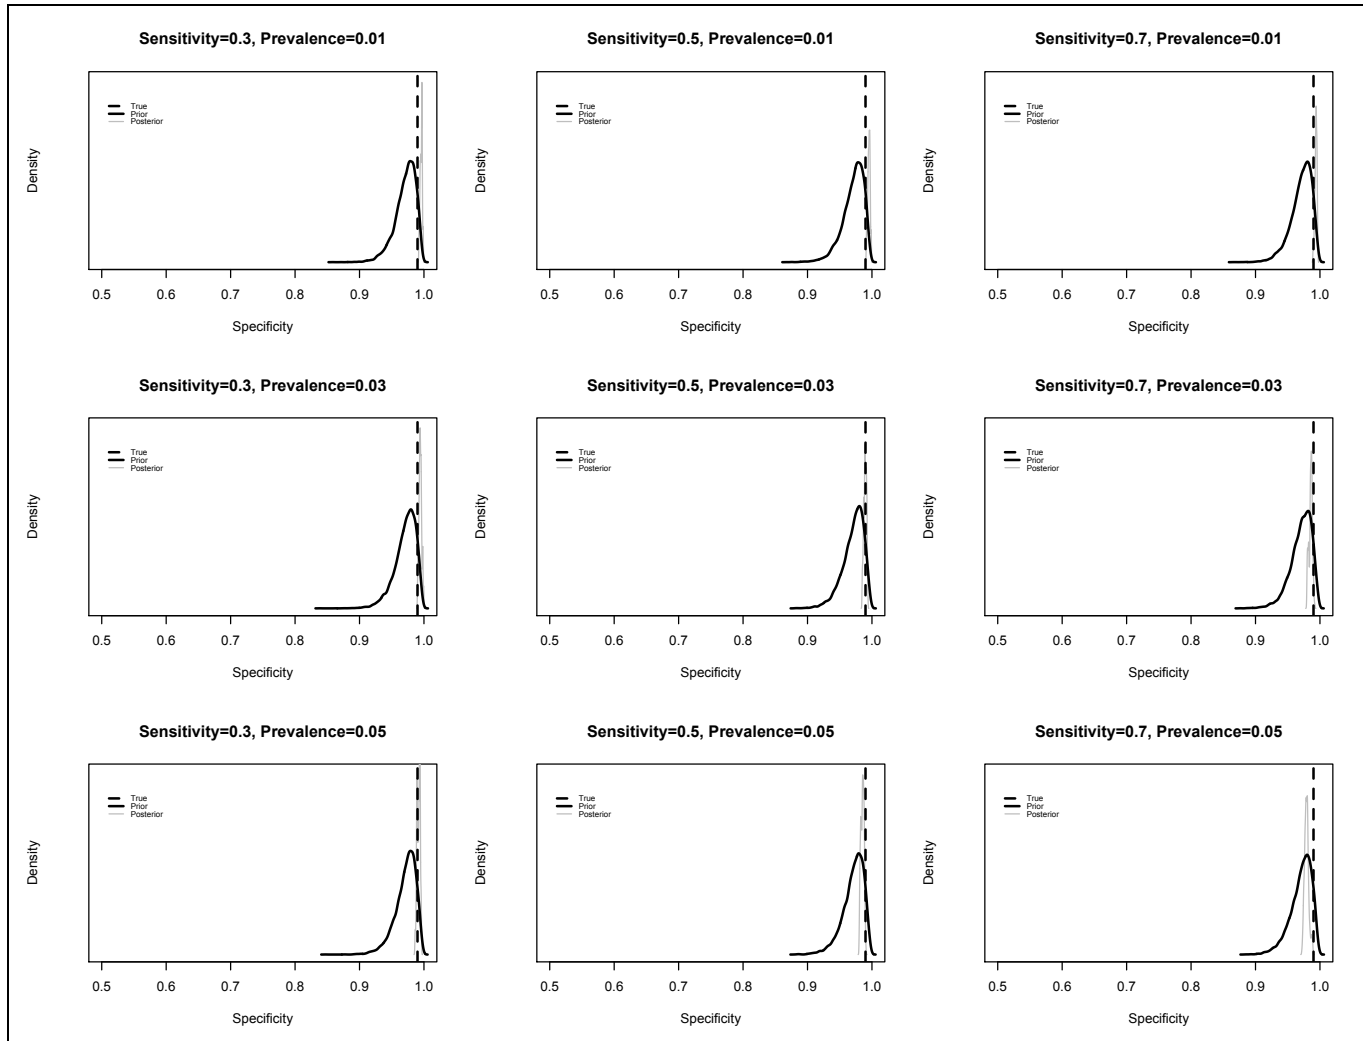 Sensitivity=0.3, Prevalence=0.01
Density
True
Prior
Posterior
0.5 0.6 0.7 0.8 0.9 1.0
Specificity
Sensitivity=0.5, Prevalence=0.01
Density
True
Prior
Posterior
0.5 0.6 0.7 0.8 0.9 1.0
Specificity
Sensitivity=0.7, Prevalence=0.01
Density
True
Prior
Posterior
0.5 0.6 0.7 0.8 0.9 1.0
Specificity
Sensitivity=0.3, Prevalence=0.03
Density
True
Prior
Posterior
0.5 0.6 0.7 0.8 0.9 1.0
Specificity
Sensitivity=0.5, Prevalence=0.03
Density
True
Prior
Posterior
0.5 0.6 0.7 0.8 0.9 1.0
Specificity
Sensitivity=0.7, Prevalence=0.03
Density
True
Prior
Posterior
0.5 0.6 0.7 0.8 0.9 1.0
Specificity
Sensitivity=0.3, Prevalence=0.05
Density
True
Prior
Posterior
0.5 0.6 0.7 0.8 0.9 1.0
Specificity
Sensitivity=0.5, Prevalence=0.05
Density
True
Prior
Posterior
0.5 0.6 0.7 0.8 0.9 1.0
Specificity
Sensitivity=0.7, Prevalence=0.05
Density
True
Prior
Posterior
0.5 0.6 0.7 0.8 0.9 1.0
Specificity